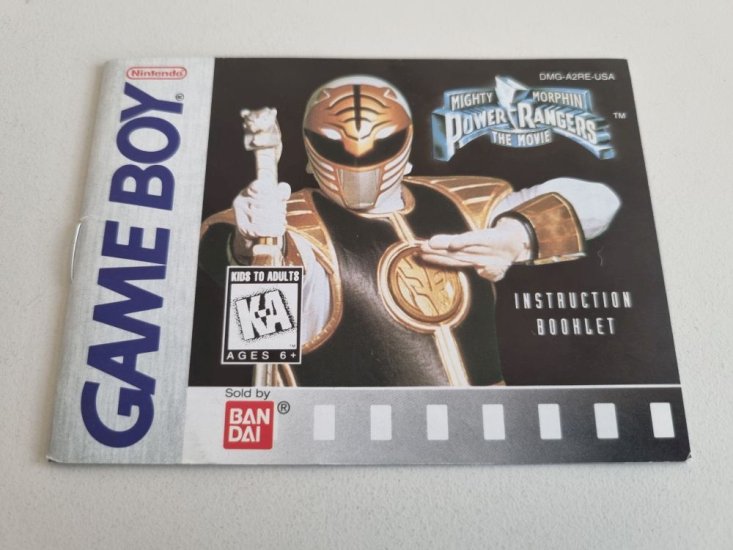 Nintendo®
GAME BOY
DMG-A2RE-USA
MIGHTY MORPHIN
POWER RANGERS
THE MOVIE
TM
KIDS TO ADULTS
K-A
TM
AGES 6+
INSTRUCTION
BOOKLET
Sold by
BAN
DAI
®